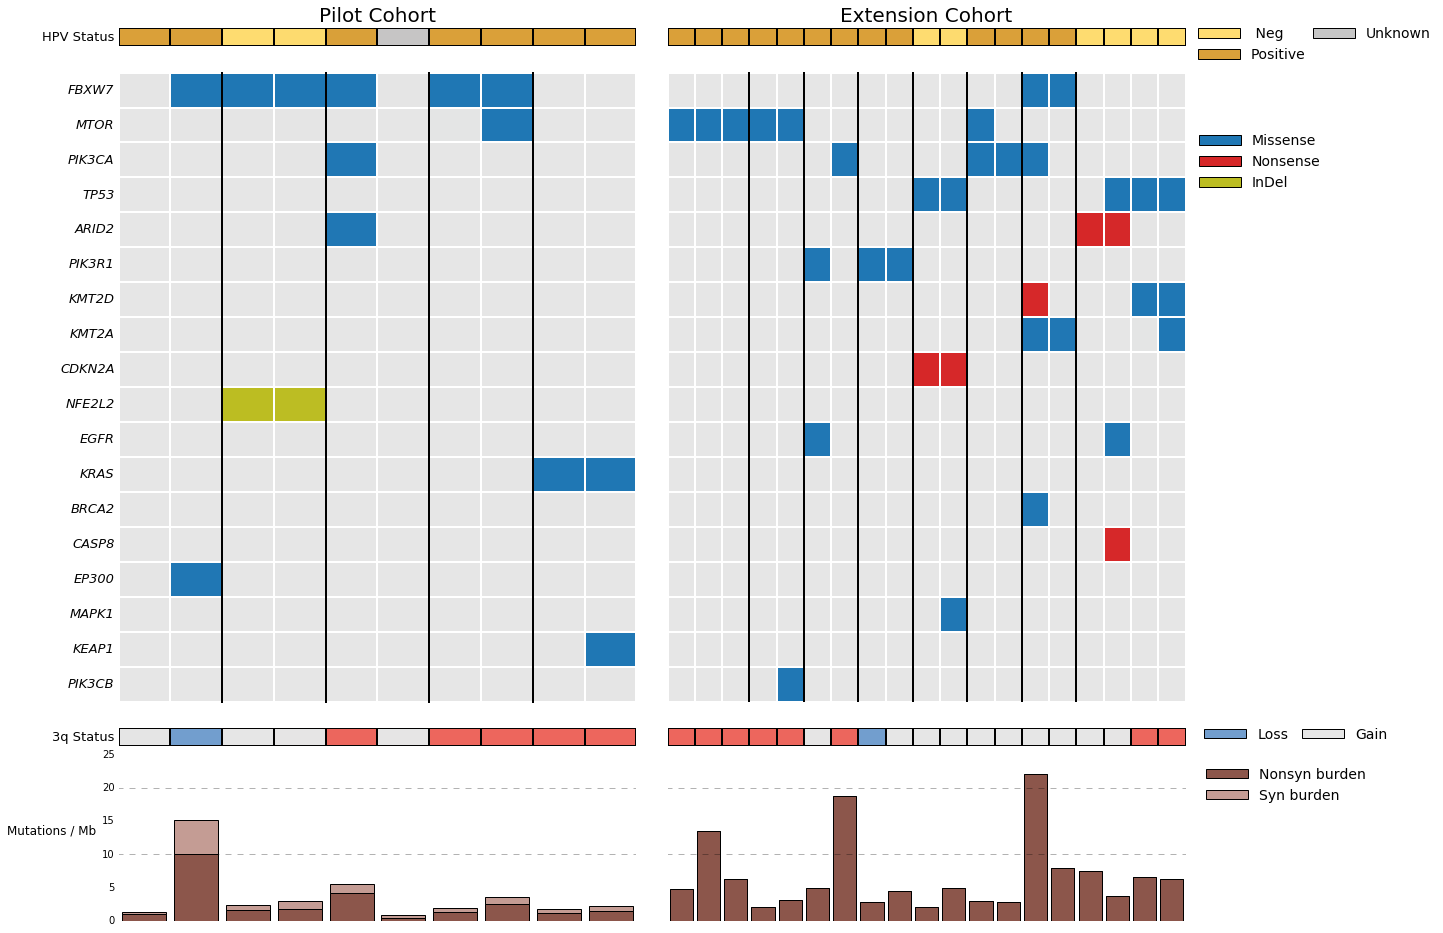 Pilot Cohort
Extension Cohort
HPV Status
Neg
Unknown
Positive
FBXW7
MTOR
PIK3CA
TP53
ARID2
PIK3R1
KMT2D
KMT2A
CDKN2A
NFE2L2
EGFR
KRAS
BRCA2
CASP8
EP300
MAPK1
KEAP1
PIK3CB
Missense
Nonsense
InDel
3q Status
Loss
Gain
25
20
15
10
5
0
Mutations / Mb
Nonsyn burden
Syn burden